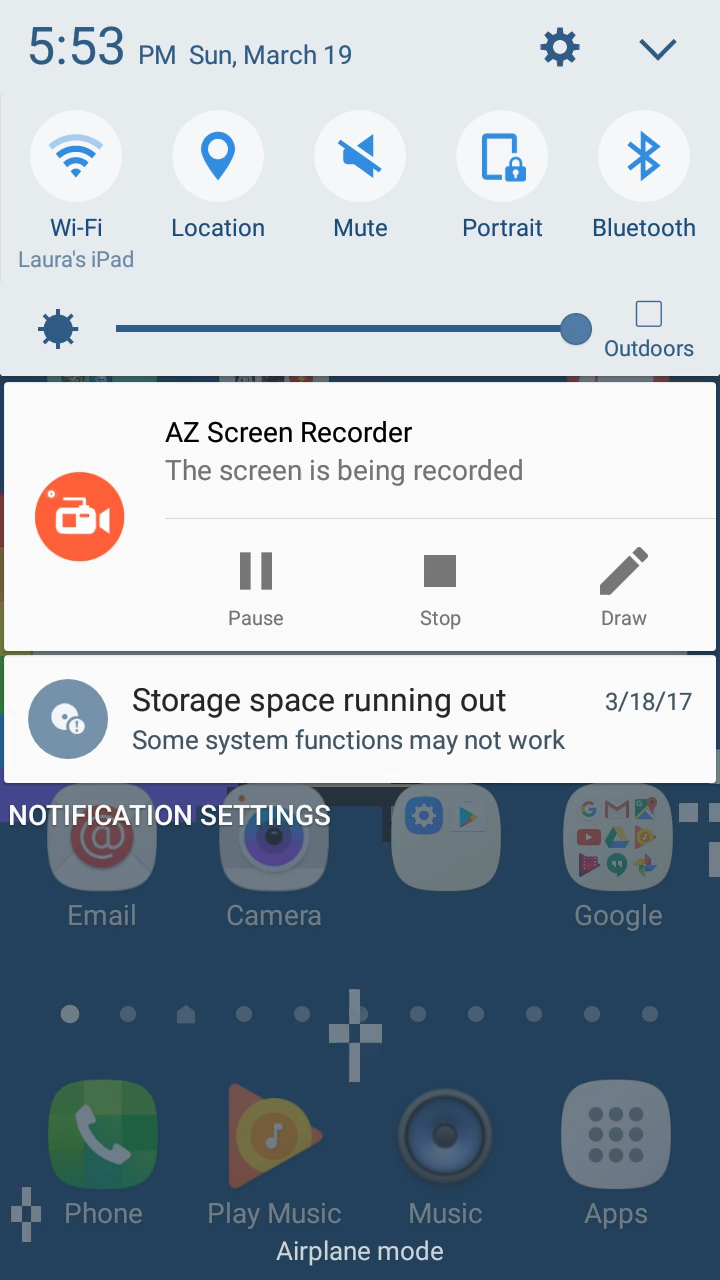 5:53 PM Sun, March 19
Wi-Fi Location Mute Portrait Bluetooth
Laura's iPad
Outdoors
AZ Screen Recorder
The screen is being recorded
Pause Stop Draw
Storage space running out 3/18/17
Some system functions may not work
NOTIFICATION SETTINGS
Email Camera Google
Phone Play Music Music Apps
Airplane mode